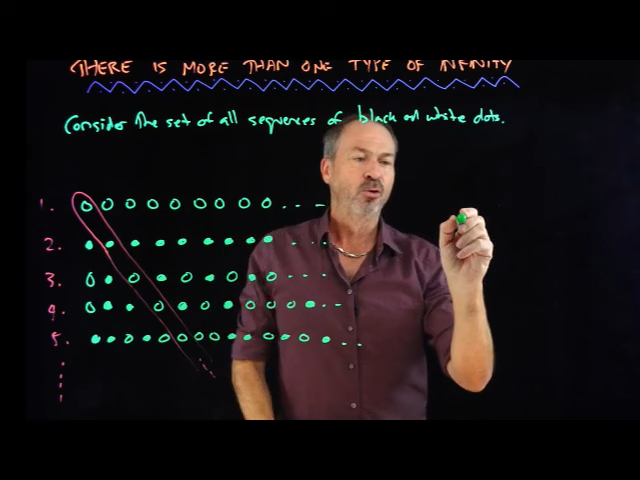 THERE IS MORE THAN ONE TYPE OF INFINITY
Consider the set of all sequences of black or white dots.
1.
2.
3.
4.
5.